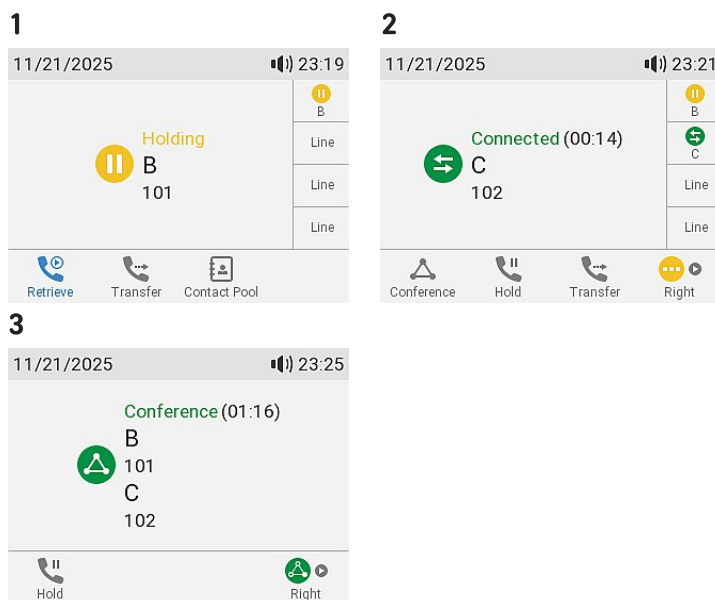 1
11/21/2025 23:19
Holding
B
101
B
Line
Line
Line
Retrieve Transfer Contact Pool
2
11/21/2025 23:21
Connected (00:14)
C
102
B
C
Line
Line
Conference Hold Transfer Right
3
11/21/2025 23:25
Conference (01:16)
B
101
C
102
Hold Right